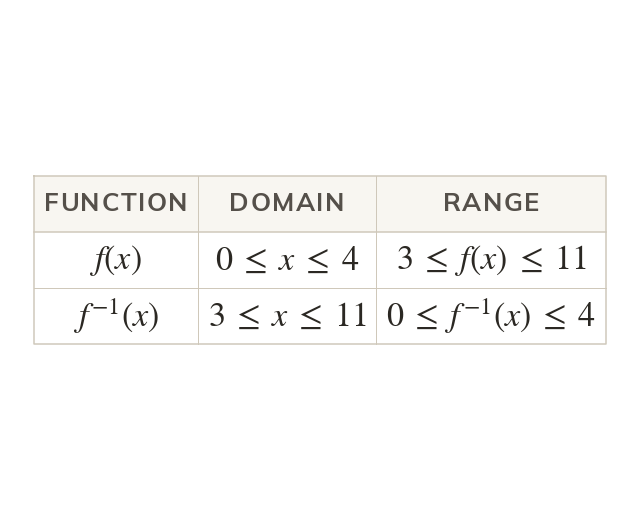 FUNCTION DOMAIN RANGE
f(x) 0 ≤ x ≤ 4 3 ≤ f(x) ≤ 11
f⁻¹(x) 3 ≤ x ≤ 11 0 ≤ f⁻¹(x) ≤ 4